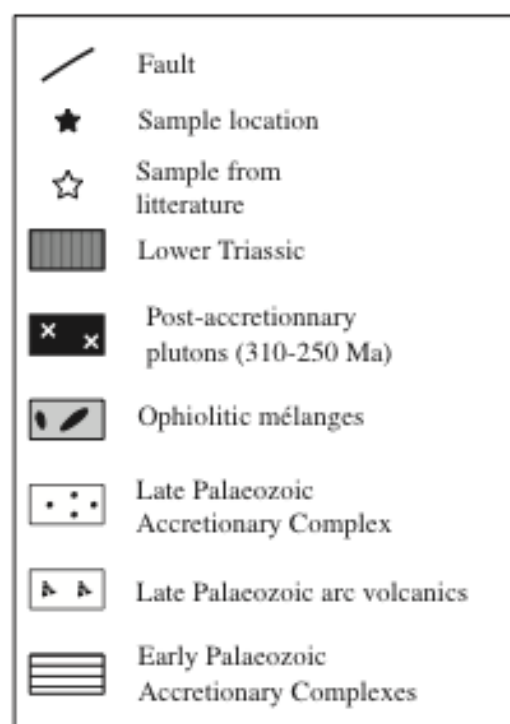 Fault
Sample location
Sample from
litterature
Lower Triassic
Post-accretionnary
plutons (310-250 Ma)
Ophiolitic mélanges
Late Palaeozoic
Accretionary Complex
Late Palaeozoic arc volcanics
Early Palaeozoic
Accretionary Complexes